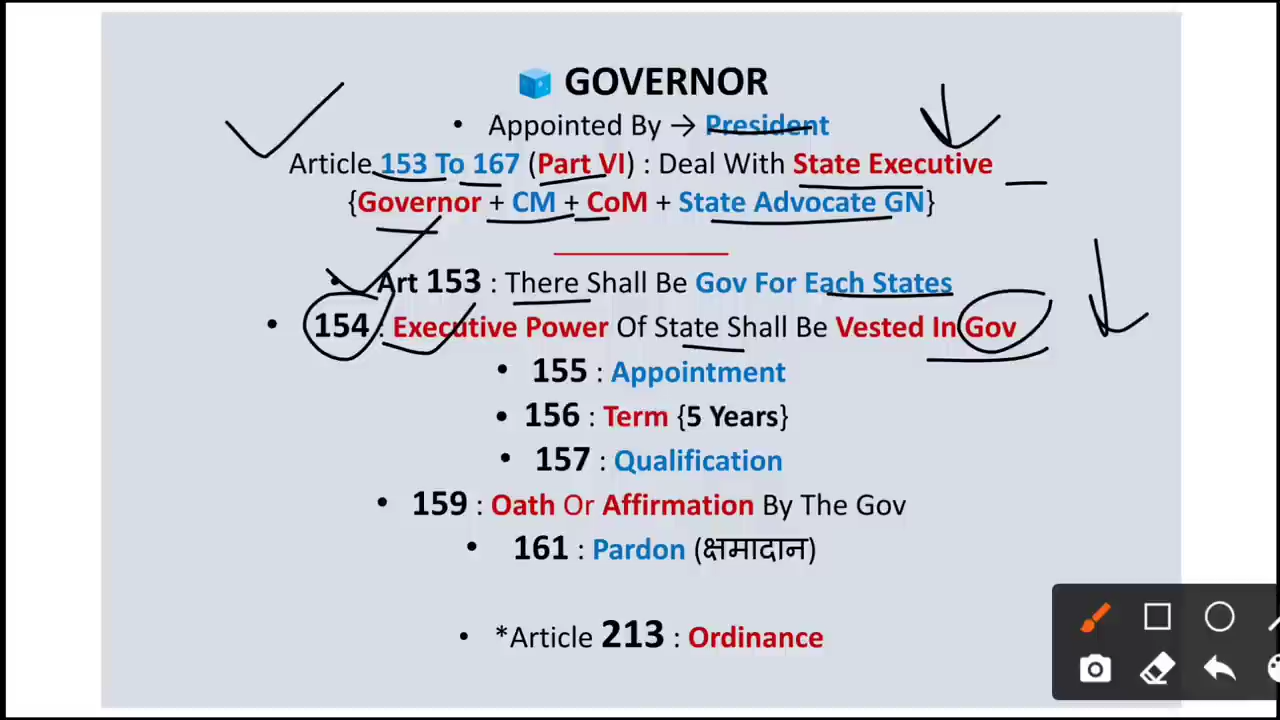 GOVERNOR
• Appointed By → President
Article 153 To 167 (Part VI) : Deal With State Executive
{Governor + CM + CoM + State Advocate GN}
• Art 153 : There Shall Be Gov For Each States
• 154 : Executive Power Of State Shall Be Vested In Gov
• 155 : Appointment
• 156 : Term {5 Years}
• 157 : Qualification
• 159 : Oath Or Affirmation By The Gov
• 161 : Pardon (क्षमादान)
• *Article 213 : Ordinance